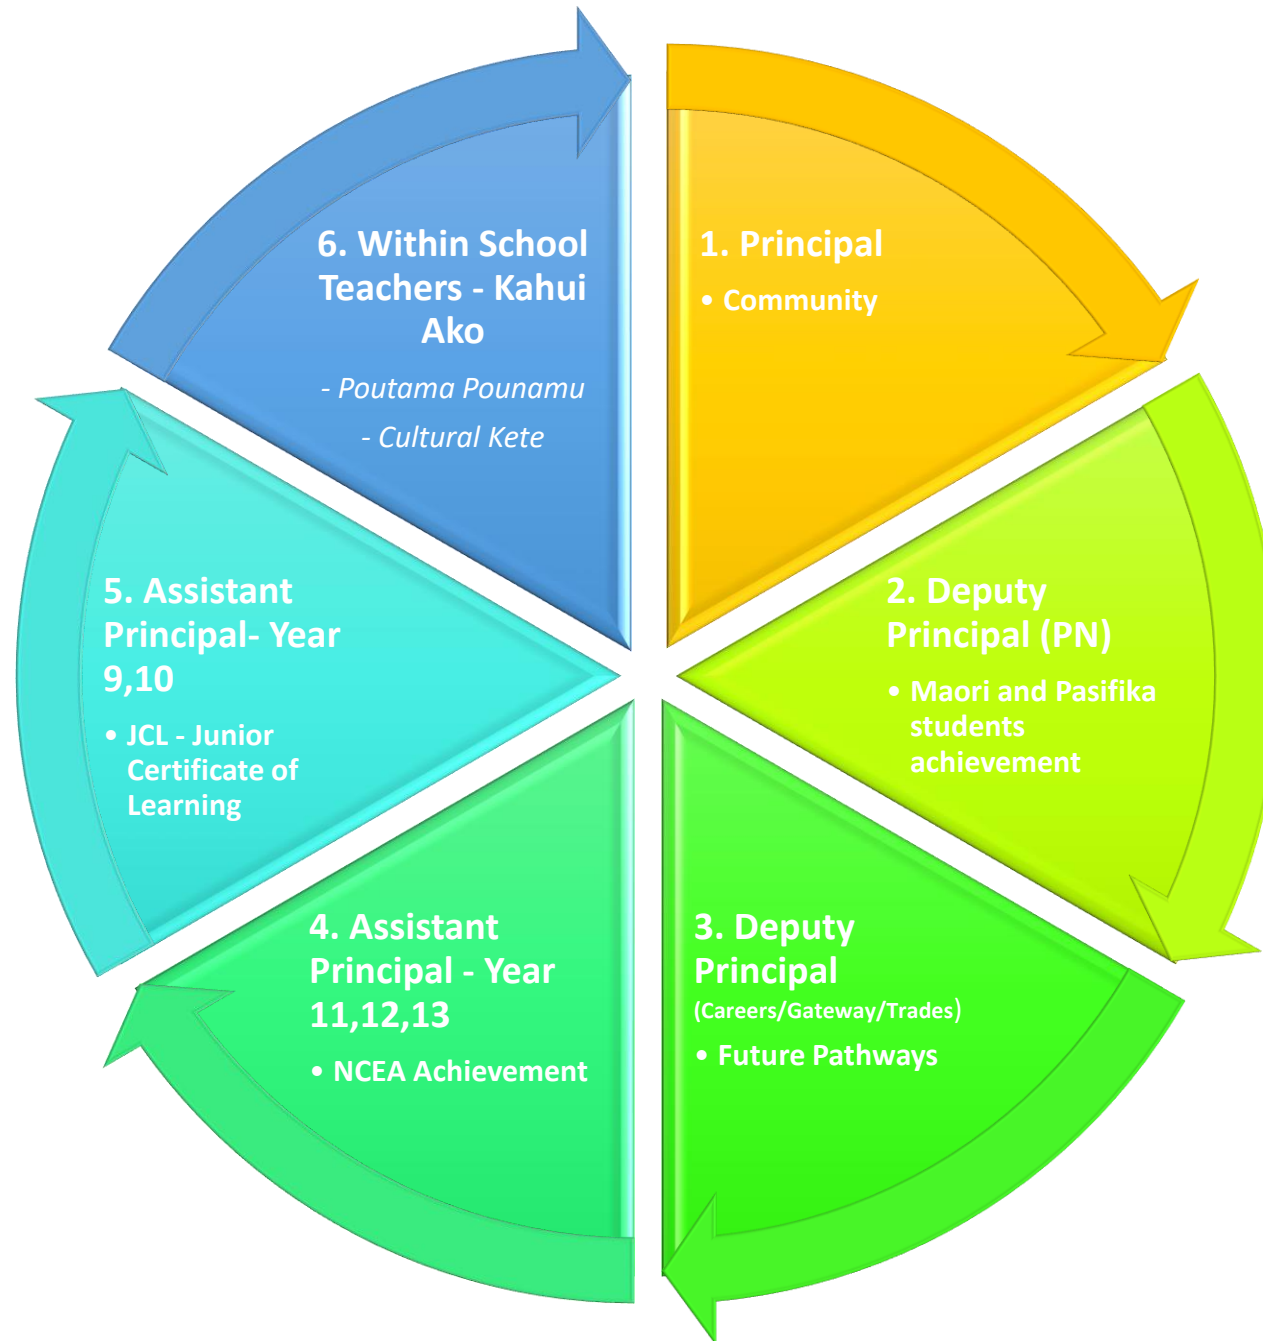 1. Principal
• Community
2. Deputy
Principal (PN)
• Maori and Pasifika
students
achievement
3. Deputy
Principal
(Careers/Gateway/Trades)
• Future Pathways
4. Assistant
Principal - Year
11,12,13
• NCEA Achievement
5. Assistant
Principal- Year
9,10
• JCL - Junior
Certificate of
Learning
6. Within School
Teachers - Kahui
Ako
- Poutama Pounamu
- Cultural Kete